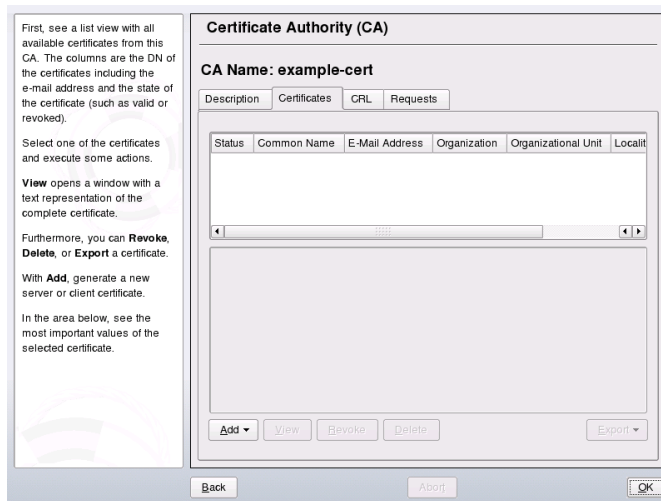 First, see a list view with all
available certificates from this
CA. The columns are the DN of
the certificates including the
e-mail address and the state of
the certificate (such as valid or
revoked).
Select one of the certificates
and execute some actions.
View opens a window with a
text representation of the
complete certificate.
Furthermore, you can Revoke,
Delete, or Export a certificate.
With Add, generate a new
server or client certificate.
In the area below, see the
most important values of the
selected certificate.
Certificate Authority (CA)
CA Name: example-cert
Description Certificates CRL Requests
Status Common Name E-Mail Address Organization Organizational Unit Localit
Add View Revoke Delete Export
Back Abort OK